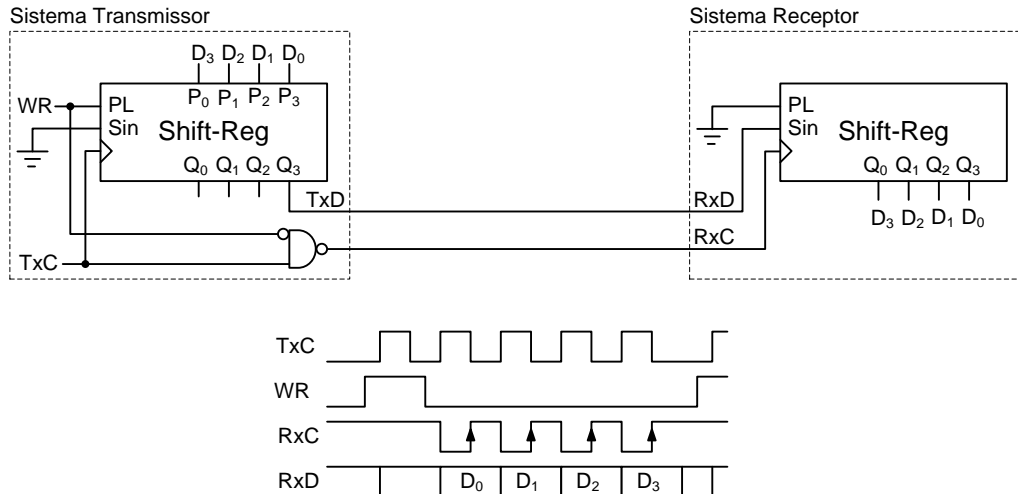 Sistema Transmissor
Sistema Receptor
D₃ D₂ D₁ D₀
P₀ P₁ P₂ P₃
WR
PL
Sin
Shift-Reg
Q₀ Q₁ Q₂ Q₃
TxD
TxC
RxD
RxC
PL
Sin
Shift-Reg
Q₀ Q₁ Q₂ Q₃
D₃ D₂ D₁ D₀
TxC
WR
RxC
RxD
D₀ D₁ D₂ D₃